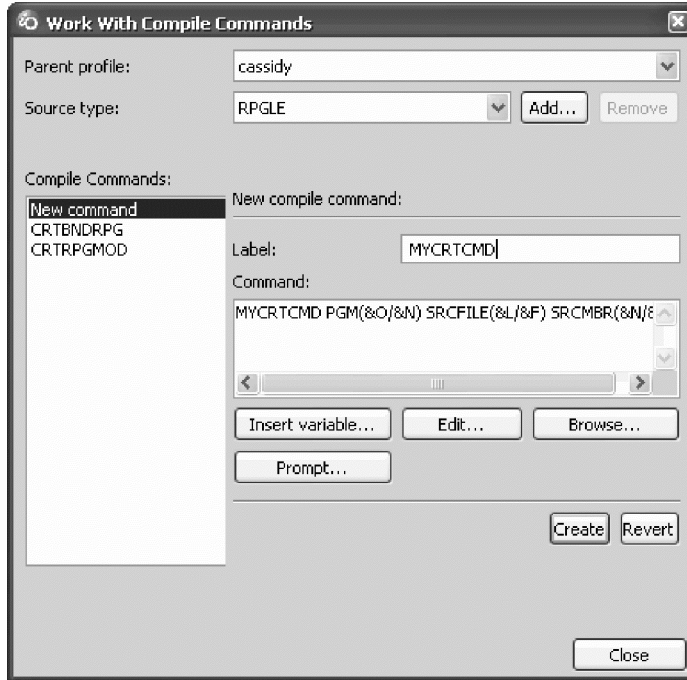 Work With Compile Commands
Parent profile:
cassidy
Source type:
RPGLE
Add...
Remove
Compile Commands:
New command
CRTBNDRPG
CRTRPGMOD
New compile command:
Label:
MYCRTCMD
Command:
MYCRTCMD PGM(&O/&N) SRCFILE(&L/&F) SRCMBR(&N/&
Insert variable...
Edit...
Browse...
Prompt...
Create
Revert
Close